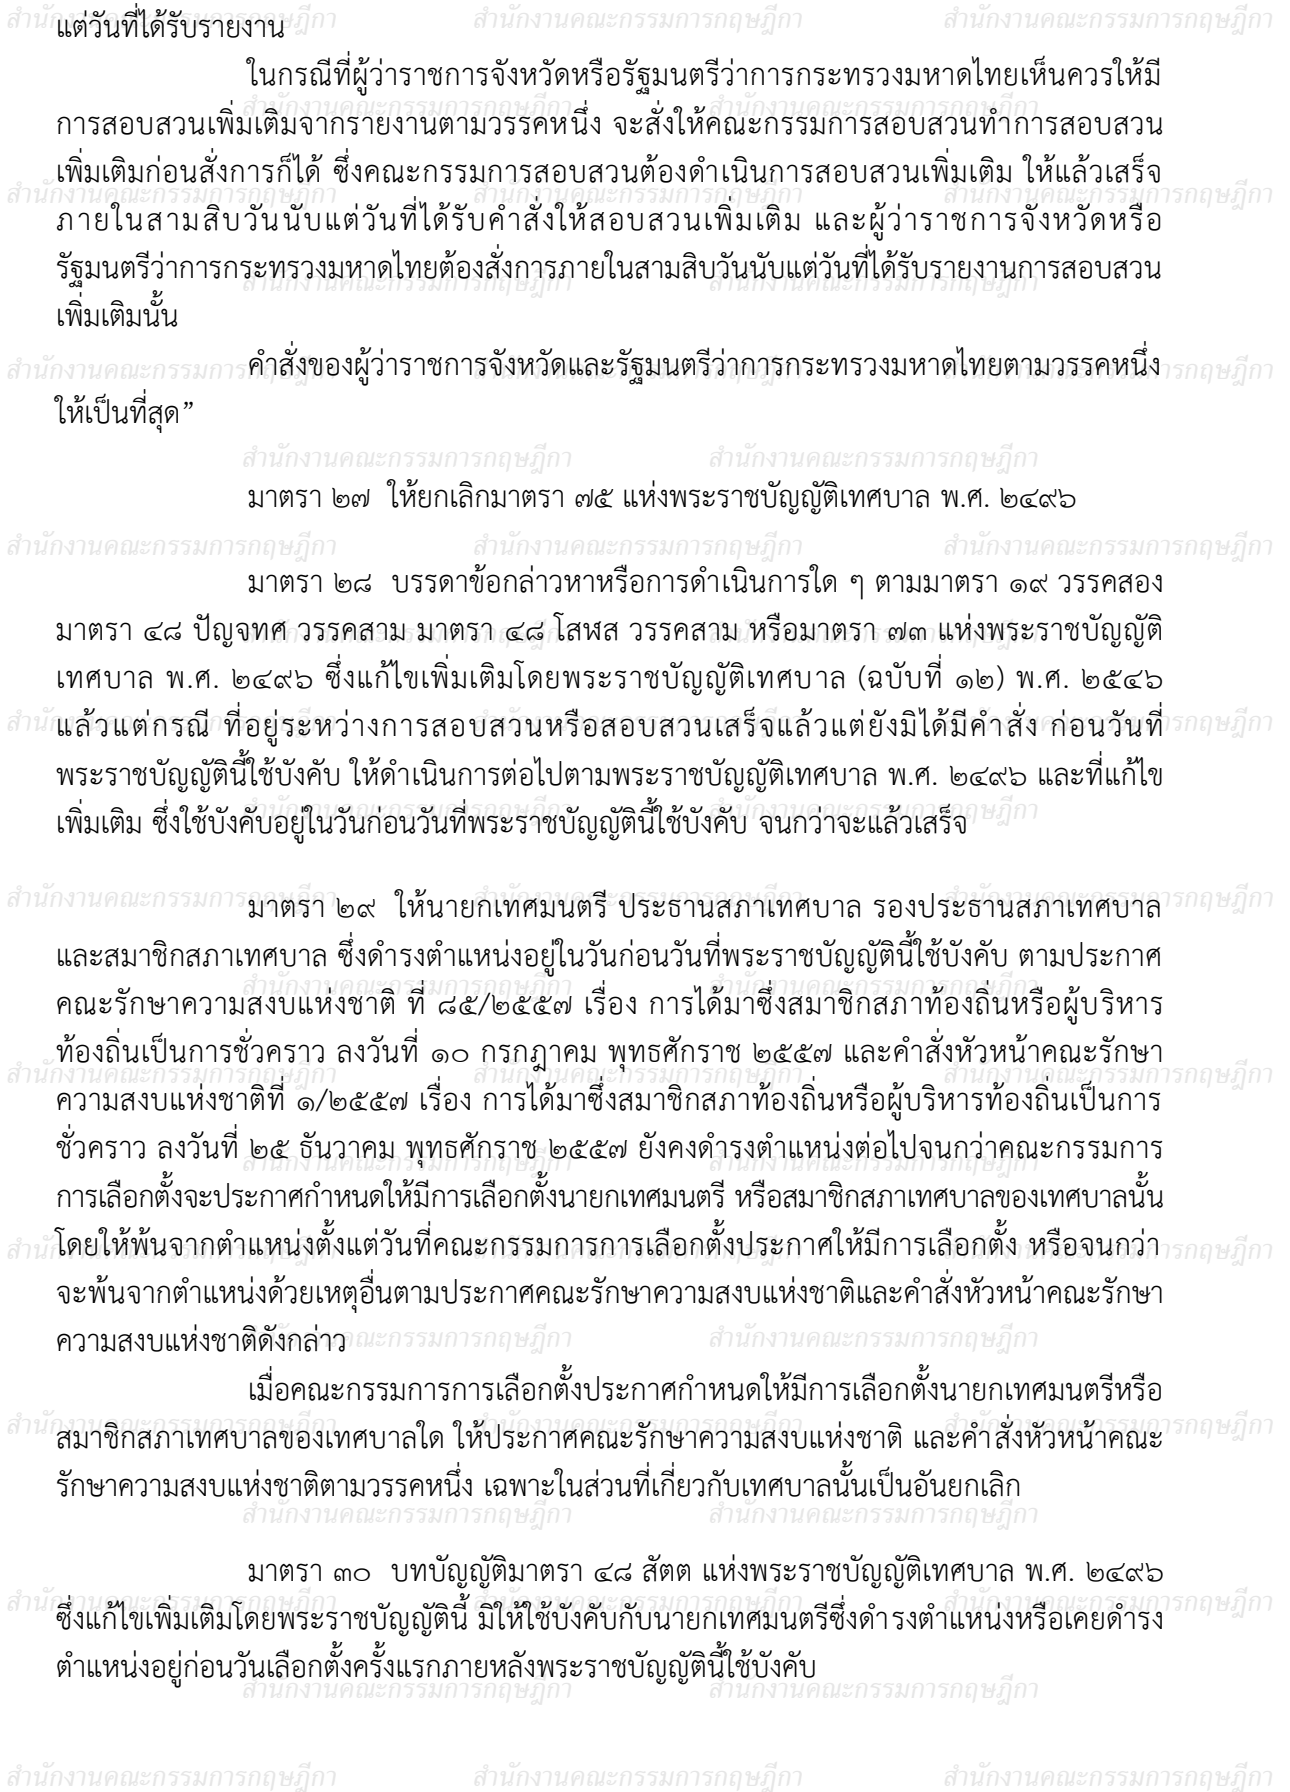 แต่วันที่ได้รับรายงาน
ในกรณีที่ผู้ว่าราชการจังหวัดหรือรัฐมนตรีว่าการกระทรวงมหาดไทยเห็นควรให้มี
การสอบสวนเพิ่มเติมจากรายงานตามวรรคหนึ่ง จะสั่งให้คณะกรรมการสอบสวนทำการสอบสวน
เพิ่มเติมก่อนสั่งการก็ได้ ซึ่งคณะกรรมการสอบสวนต้องดำเนินการสอบสวนเพิ่มเติม ให้แล้วเสร็จ
ภายในสามสิบวันนับแต่วันที่ได้รับคำสั่งให้สอบสวนเพิ่มเติม และผู้ว่าราชการจังหวัดหรือ
รัฐมนตรีว่าการกระทรวงมหาดไทยต้องสั่งการภายในสามสิบวันนับแต่วันที่ได้รับรายงานการสอบสวน
เพิ่มเติมนั้น
คำสั่งของผู้ว่าราชการจังหวัดและรัฐมนตรีว่าการกระทรวงมหาดไทยตามวรรคหนึ่ง
ให้เป็นที่สุด”
มาตรา ๒๗  ให้ยกเลิกมาตรา ๗๕ แห่งพระราชบัญญัติเทศบาล พ.ศ. ๒๔๙๖
มาตรา ๒๘  บรรดาข้อกล่าวหาหรือการดำเนินการใด ๆ ตามมาตรา ๑๙ วรรคสอง
มาตรา ๔๘ ปัญจทศ วรรคสาม มาตรา ๔๘ โสฬส วรรคสาม หรือมาตรา ๗๓ แห่งพระราชบัญญัติ
เทศบาล พ.ศ. ๒๔๙๖ ซึ่งแก้ไขเพิ่มเติมโดยพระราชบัญญัติเทศบาล (ฉบับที่ ๑๒) พ.ศ. ๒๕๔๖
แล้วแต่กรณี ที่อยู่ระหว่างการสอบสวนหรือสอบสวนเสร็จแล้วแต่ยังมิได้มีคำสั่ง ก่อนวันที่
พระราชบัญญัตินี้ใช้บังคับ ให้ดำเนินการต่อไปตามพระราชบัญญัติเทศบาล พ.ศ. ๒๔๙๖ และที่แก้ไข
เพิ่มเติม ซึ่งใช้บังคับอยู่ในวันก่อนวันที่พระราชบัญญัตินี้ใช้บังคับ จนกว่าจะแล้วเสร็จ
มาตรา ๒๙  ให้นายกเทศมนตรี ประธานสภาเทศบาล รองประธานสภาเทศบาล
และสมาชิกสภาเทศบาล ซึ่งดำรงตำแหน่งอยู่ในวันก่อนวันที่พระราชบัญญัตินี้ใช้บังคับ ตามประกาศ
คณะรักษาความสงบแห่งชาติ ที่ ๘๕/๒๕๕๗ เรื่อง การได้มาซึ่งสมาชิกสภาท้องถิ่นหรือผู้บริหาร
ท้องถิ่นเป็นการชั่วคราว ลงวันที่ ๑๐ กรกฎาคม พุทธศักราช ๒๕๕๗ และคำสั่งหัวหน้าคณะรักษา
ความสงบแห่งชาติที่ ๑/๒๕๕๗ เรื่อง การได้มาซึ่งสมาชิกสภาท้องถิ่นหรือผู้บริหารท้องถิ่นเป็นการ
ชั่วคราว ลงวันที่ ๒๕ ธันวาคม พุทธศักราช ๒๕๕๗ ยังคงดำรงตำแหน่งต่อไปจนกว่าคณะกรรมการ
การเลือกตั้งจะประกาศกำหนดให้มีการเลือกตั้งนายกเทศมนตรี หรือสมาชิกสภาเทศบาลของเทศบาลนั้น
โดยให้พ้นจากตำแหน่งตั้งแต่วันที่คณะกรรมการการเลือกตั้งประกาศให้มีการเลือกตั้ง หรือจนกว่า
จะพ้นจากตำแหน่งด้วยเหตุอื่นตามประกาศคณะรักษาความสงบแห่งชาติและคำสั่งหัวหน้าคณะรักษา
ความสงบแห่งชาติดังกล่าว
เมื่อคณะกรรมการการเลือกตั้งประกาศกำหนดให้มีการเลือกตั้งนายกเทศมนตรีหรือ
สมาชิกสภาเทศบาลของเทศบาลใด ให้ประกาศคณะรักษาความสงบแห่งชาติ และคำสั่งหัวหน้าคณะ
รักษาความสงบแห่งชาติตามวรรคหนึ่ง เฉพาะในส่วนที่เกี่ยวกับเทศบาลนั้นเป็นอันยกเลิก
มาตรา ๓๐  บทบัญญัติมาตรา ๔๘ สัตต แห่งพระราชบัญญัติเทศบาล พ.ศ. ๒๔๙๖
ซึ่งแก้ไขเพิ่มเติมโดยพระราชบัญญัตินี้ มิให้ใช้บังคับกับนายกเทศมนตรีซึ่งดำรงตำแหน่งหรือเคยดำรง
ตำแหน่งอยู่ก่อนวันเลือกตั้งครั้งแรกภายหลังพระราชบัญญัตินี้ใช้บังคับ